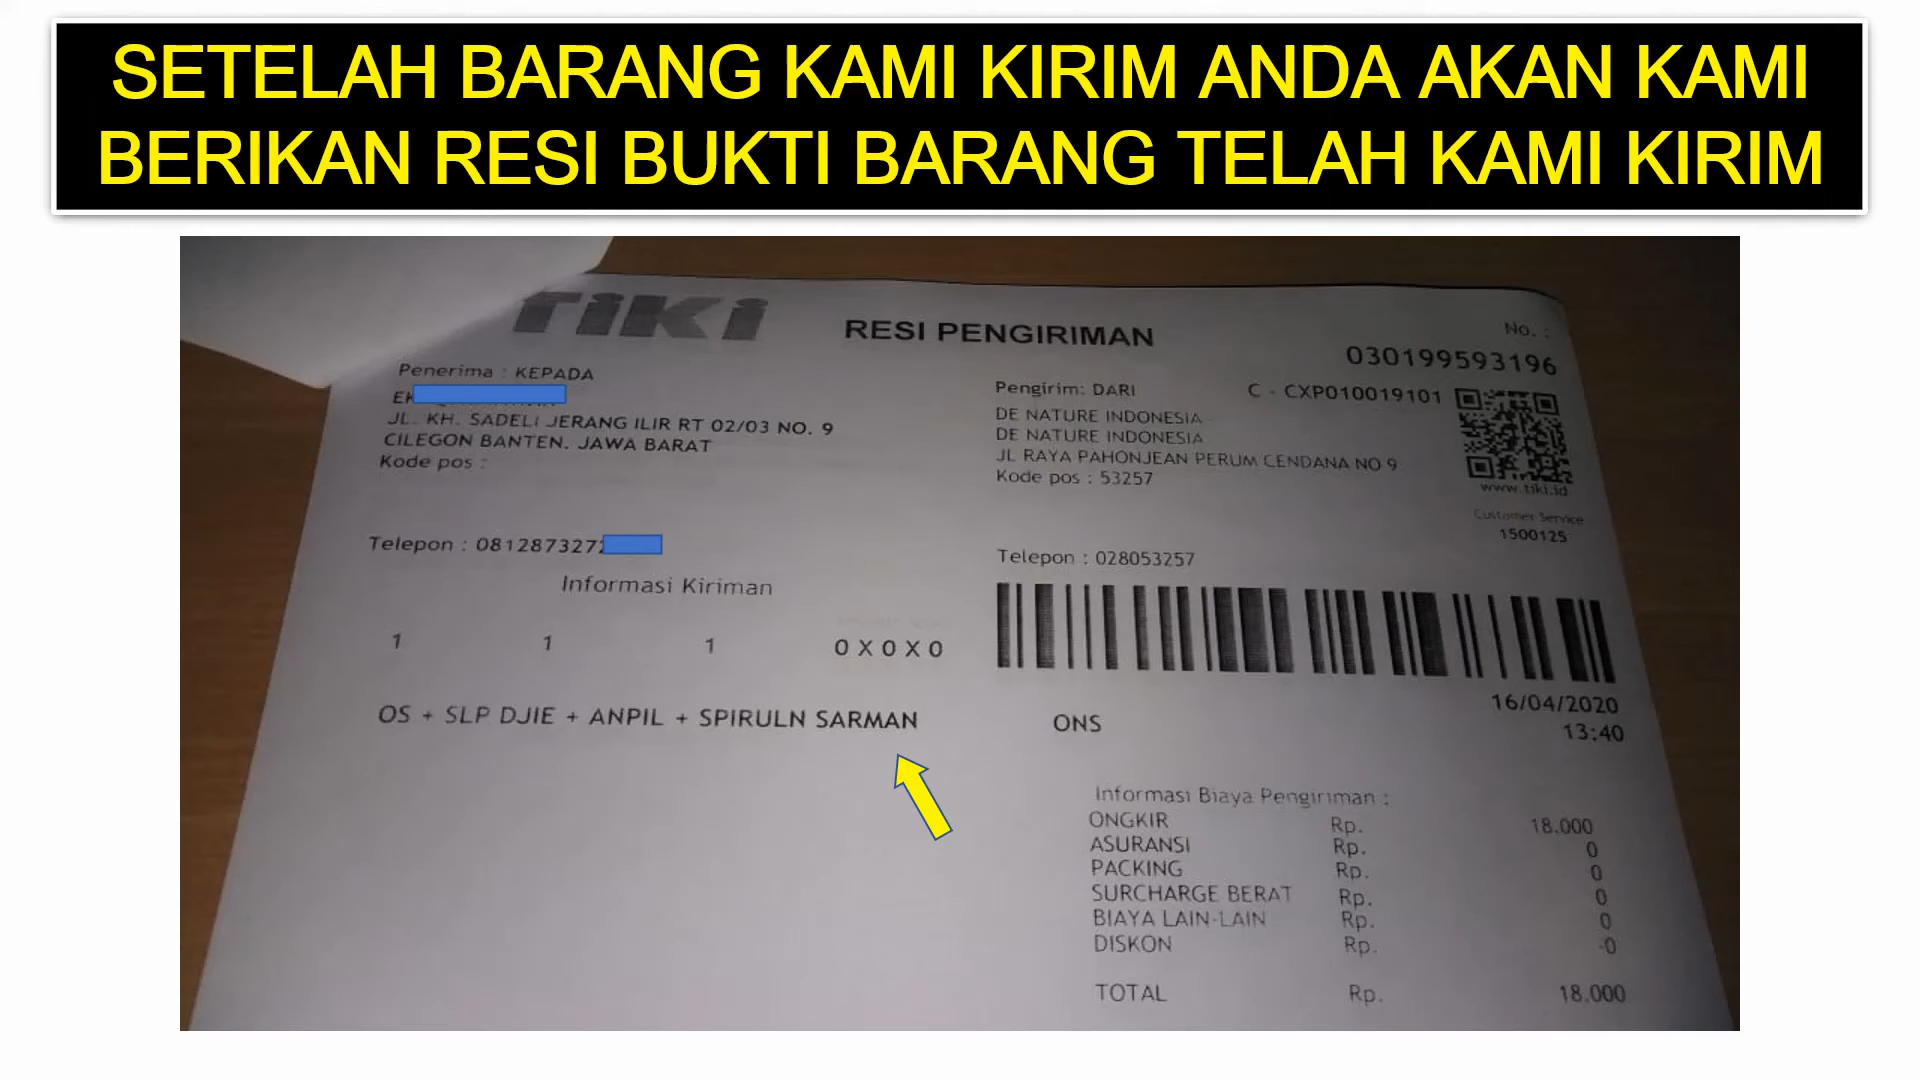 SETELAH BARANG KAMI KIRIM ANDA AKAN KAMI
BERIKAN RESI BUKTI BARANG TELAH KAMI KIRIM
TiKi
RESI PENGIRIMAN
No. :
030199593196
Penerima : KEPADA
JL. KH. SADELI JERANG ILIR RT 02/03 NO. 9
CILEGON BANTEN. JAWA BARAT
Kode pos :
Pengirim: DARI
C - CXP010019101
DE NATURE INDONESIA
DE NATURE INDONESIA
JL RAYA PAHONJEAN PERUM CENDANA NO 9
Kode pos : 53257
www.tiki.id
Customer Service
1500125
Telepon : 081287327
Telepon : 028053257
Informasi Kiriman
1 1 1 0 X 0 X 0
OS + SLP DJIE + ANPIL + SPIRULN SARMAN
ONS
16/04/2020
13:40
Informasi Biaya Pengiriman :
ONGKIR Rp. 18.000
ASURANSI Rp. 0
PACKING Rp. 0
SURCHARGE BERAT Rp. 0
BIAYA LAIN-LAIN Rp. 0
DISKON Rp. -0
TOTAL Rp. 18.000